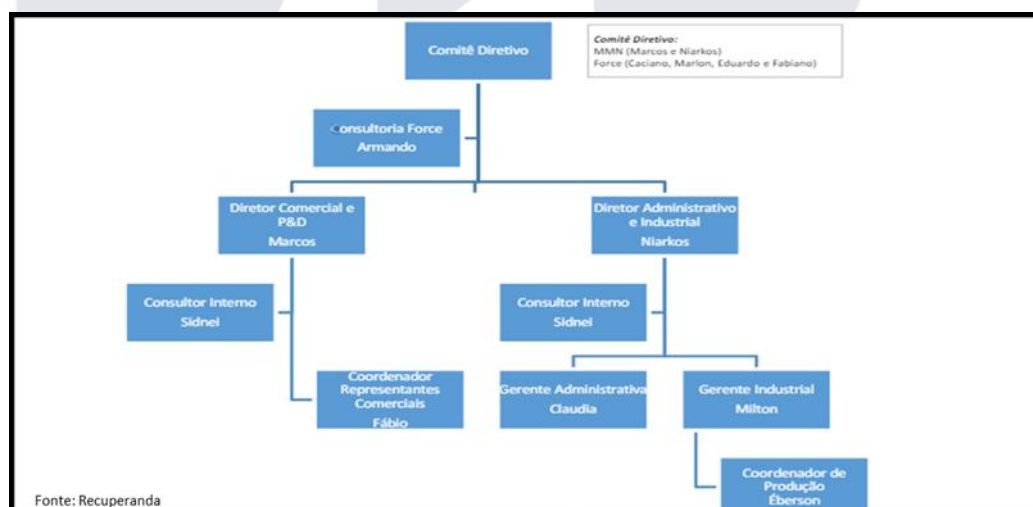 Comitê Diretivo
Comitê Diretivo:
MMN (Marcos e Niarkos)
Force (Caciano, Marlon, Eduardo e Fabiano)
Consultoria Force
Armando
Diretor Comercial e
P&D
Marcos
Diretor Administrativo
e Industrial
Niarkos
Consultor Interno
Sidnei
Consultor Interno
Sidnei
Coordenador
Representantes
Comerciais
Fábio
Gerente Administrativa
Claudia
Gerente Industrial
Milton
Coordenador de
Produção
Éberson
Fonte: Recuperanda